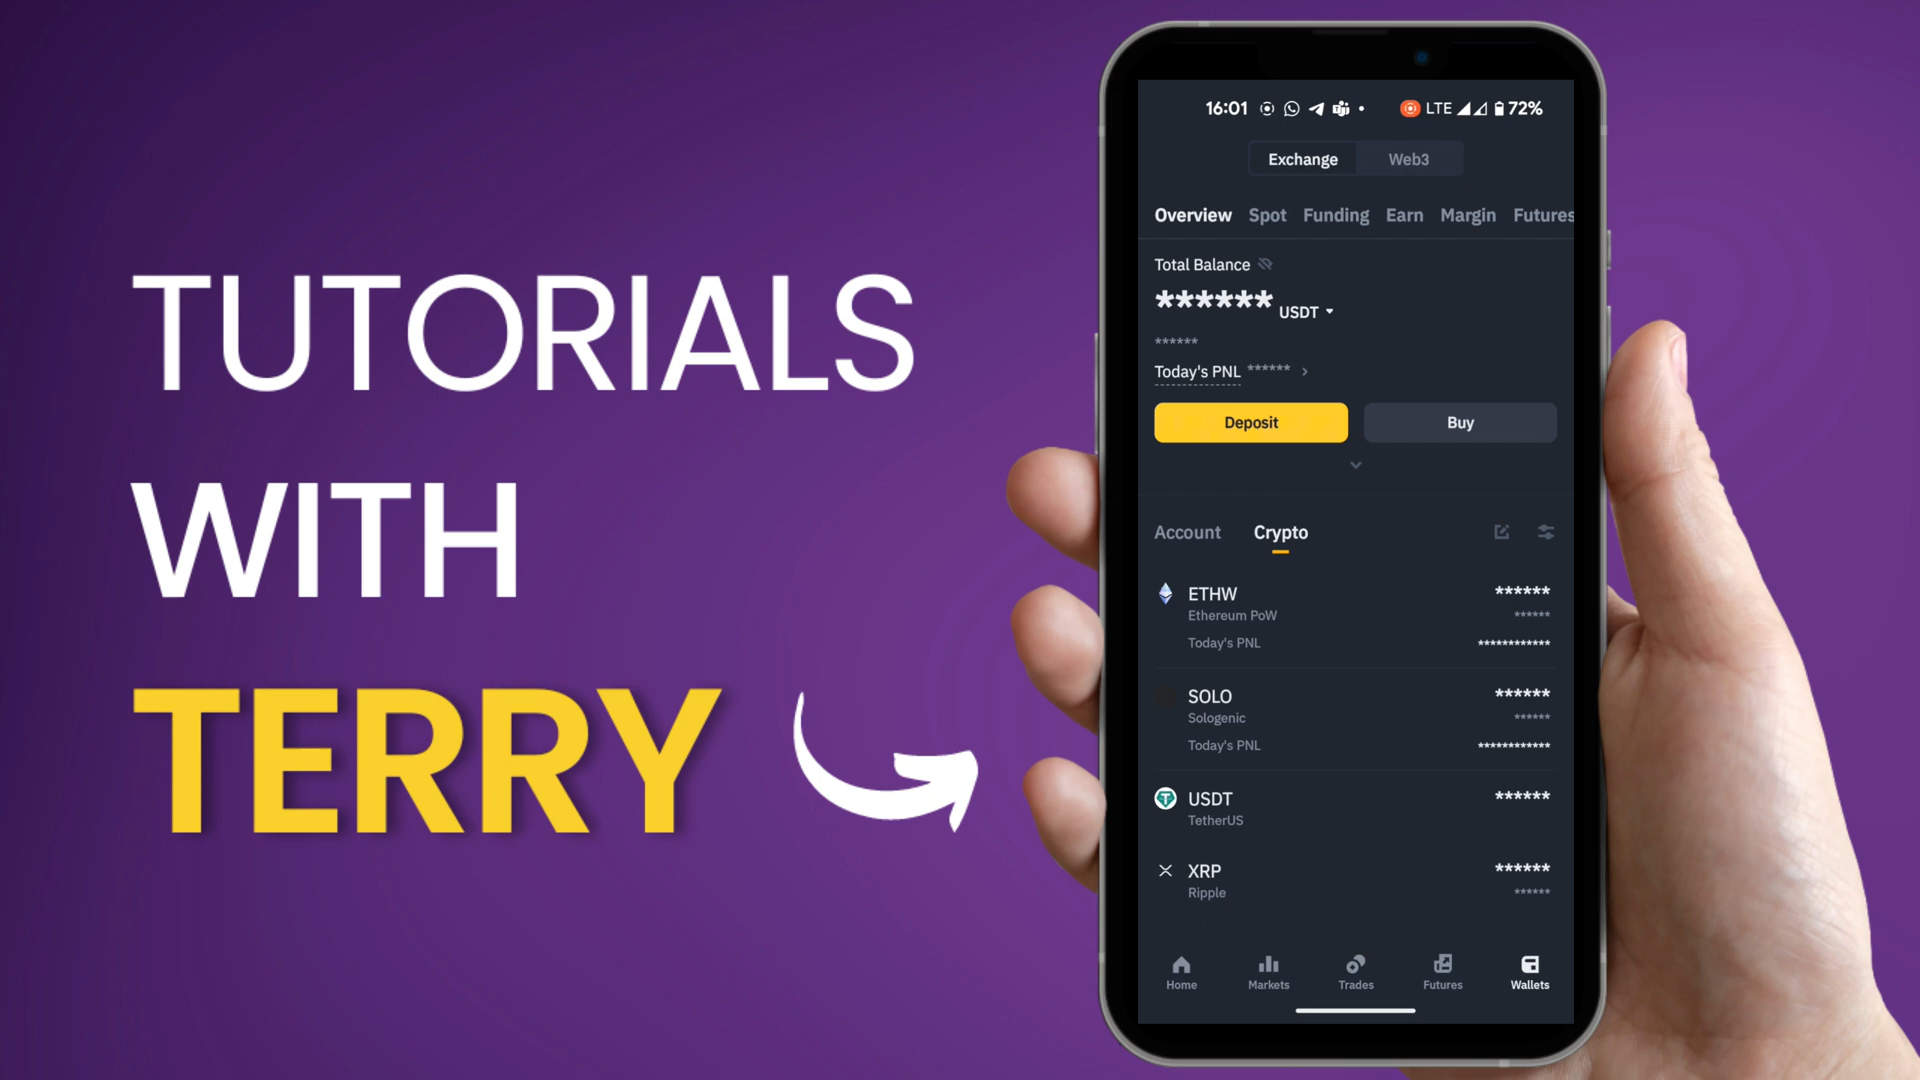 TUTORIALS
WITH
TERRY
16:01 LTE 72%
Exchange Web3
Overview Spot Funding Earn Margin Futures
Total Balance
****** USDT
******
Today's PNL ******
Deposit Buy
Account Crypto
ETHW ******
Ethereum PoW ******
Today's PNL ************
SOLO ******
Sologenic ******
Today's PNL ************
USDT ******
TetherUS
XRP ******
Ripple ******
Home Markets Trades Futures Wallets